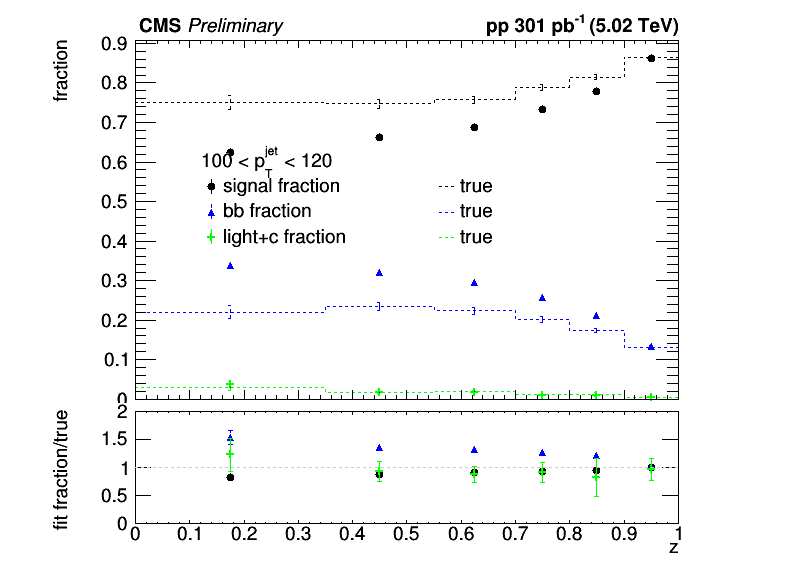 CMS Preliminary pp 301 pb⁻¹ (5.02 TeV)
fraction
0.9
0.8
0.7
0.6
0.5
0.4
0.3
0.2
0.1
0
100 < p_T^jet < 120
signal fraction true
bb fraction true
light+c fraction true
fit fraction/true
2
1.5
1
0.5
0
0 0.1 0.2 0.3 0.4 0.5 0.6 0.7 0.8 0.9 1
z